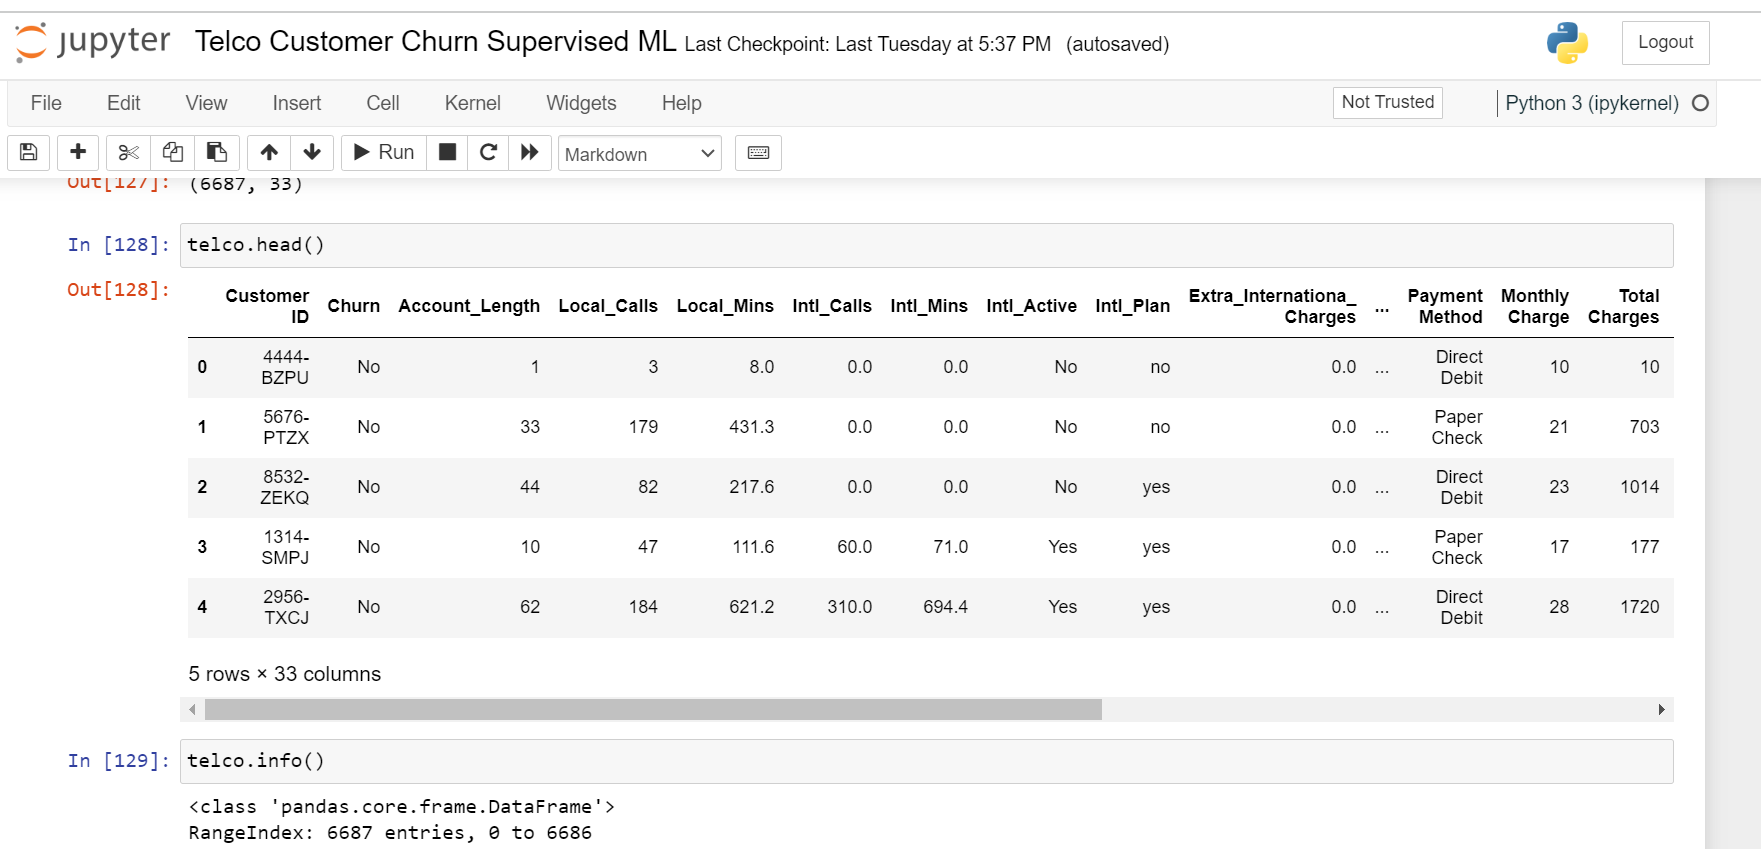 jupyter Telco Customer Churn Supervised ML Last Checkpoint: Last Tuesday at 5:37 PM (autosaved) Logout
File Edit View Insert Cell Kernel Widgets Help Not Trusted Python 3 (ipykernel)
Run Markdown
Out[127]: (6687, 33)
In [128]: telco.head()
Out[128]:
Customer ID Churn Account_Length Local_Calls Local_Mins Intl_Calls Intl_Mins Intl_Active Intl_Plan Extra_Internationa_ Charges ... Payment Method Monthly Charge Total Charges
0 4444-BZPU No 1 3 8.0 0.0 0.0 No no 0.0 ... Direct Debit 10 10
1 5676-PTZX No 33 179 431.3 0.0 0.0 No no 0.0 ... Paper Check 21 703
2 8532-ZEKQ No 44 82 217.6 0.0 0.0 No yes 0.0 ... Direct Debit 23 1014
3 1314-SMPJ No 10 47 111.6 60.0 71.0 Yes yes 0.0 ... Paper Check 17 177
4 2956-TXCJ No 62 184 621.2 310.0 694.4 Yes yes 0.0 ... Direct Debit 28 1720
5 rows × 33 columns
In [129]: telco.info()
<class 'pandas.core.frame.DataFrame'>
RangeIndex: 6687 entries, 0 to 6686